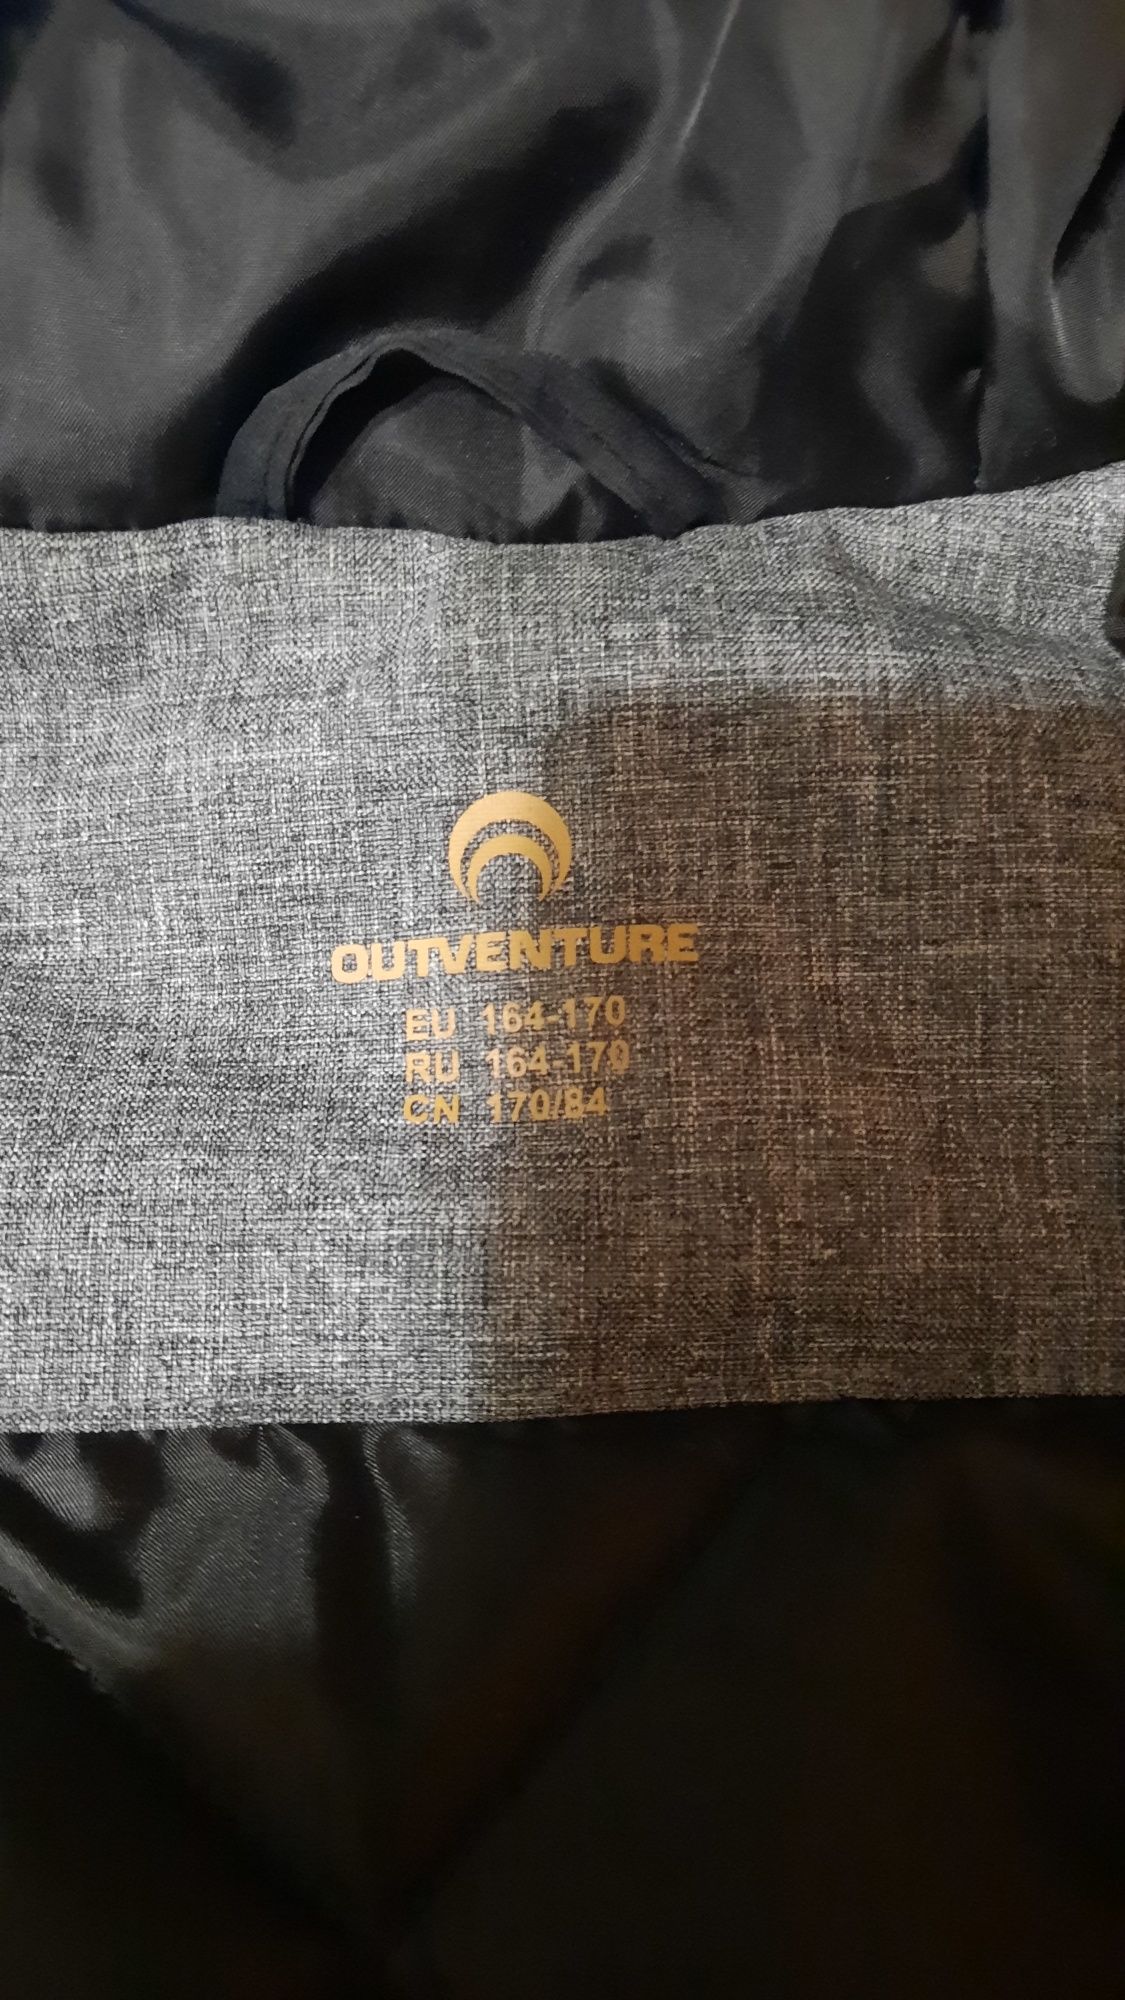 OUTVENTURE
EU 164-170
RU 164-170
CN 170/84